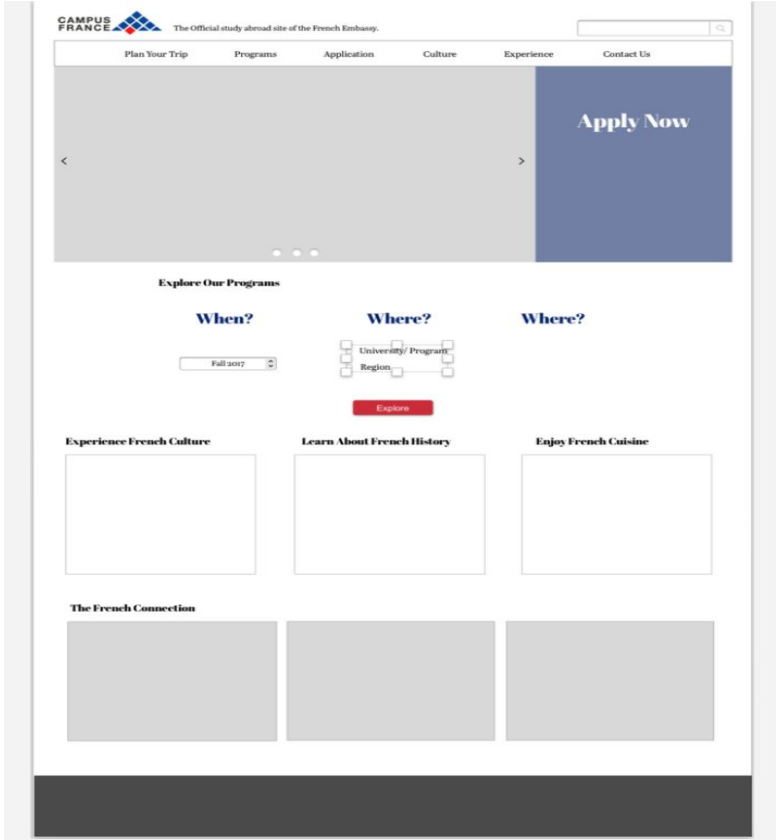 CAMPUS
FRANCE
The Official study abroad site of the French Embassy.
Plan Your Trip Programs Application Culture Experience Contact Us
Apply Now
Explore Our Programs
When? Where? Where?
University/ Program
Fall 2017
Region
Explore
Experience French Culture Learn About French History Enjoy French Cuisine
The French Connection